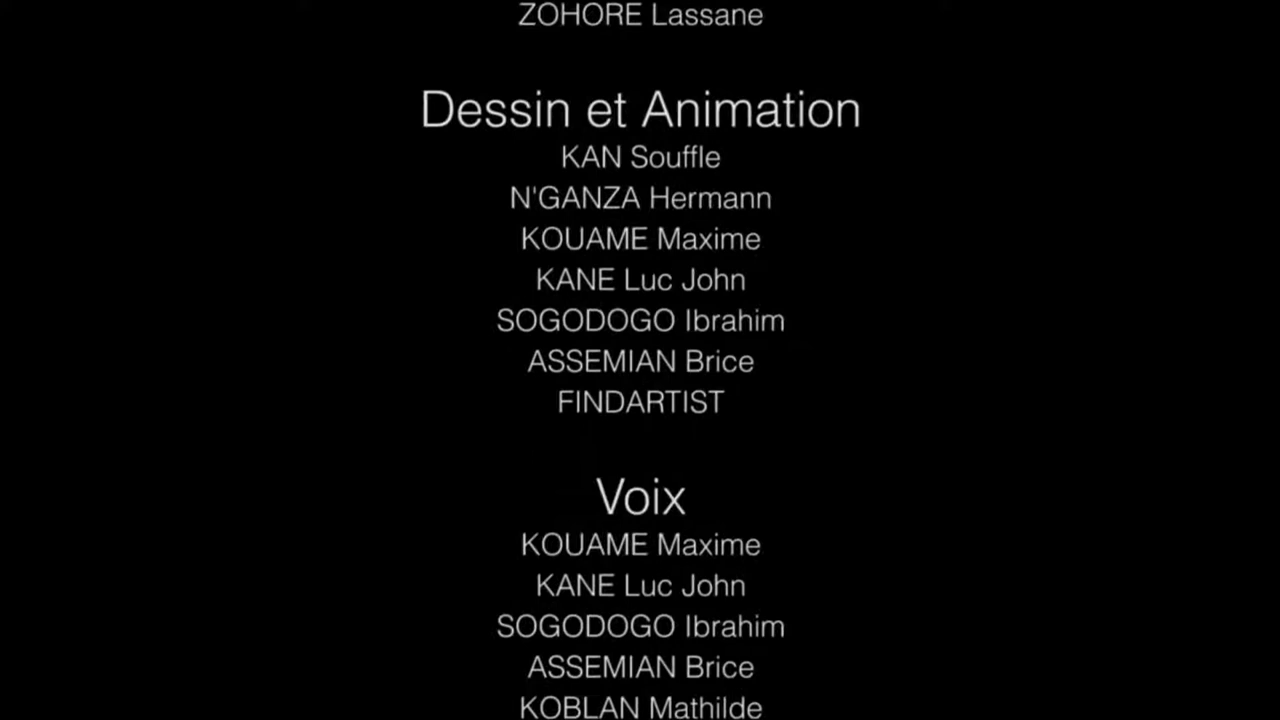 ZOHORE Lassane
Dessin et Animation
KAN Souffle
N'GANZA Hermann
KOUAME Maxime
KANE Luc John
SOGODOGO Ibrahim
ASSEMIAN Brice
FINDARTIST
Voix
KOUAME Maxime
KANE Luc John
SOGODOGO Ibrahim
ASSEMIAN Brice
KOBLAN Mathilde